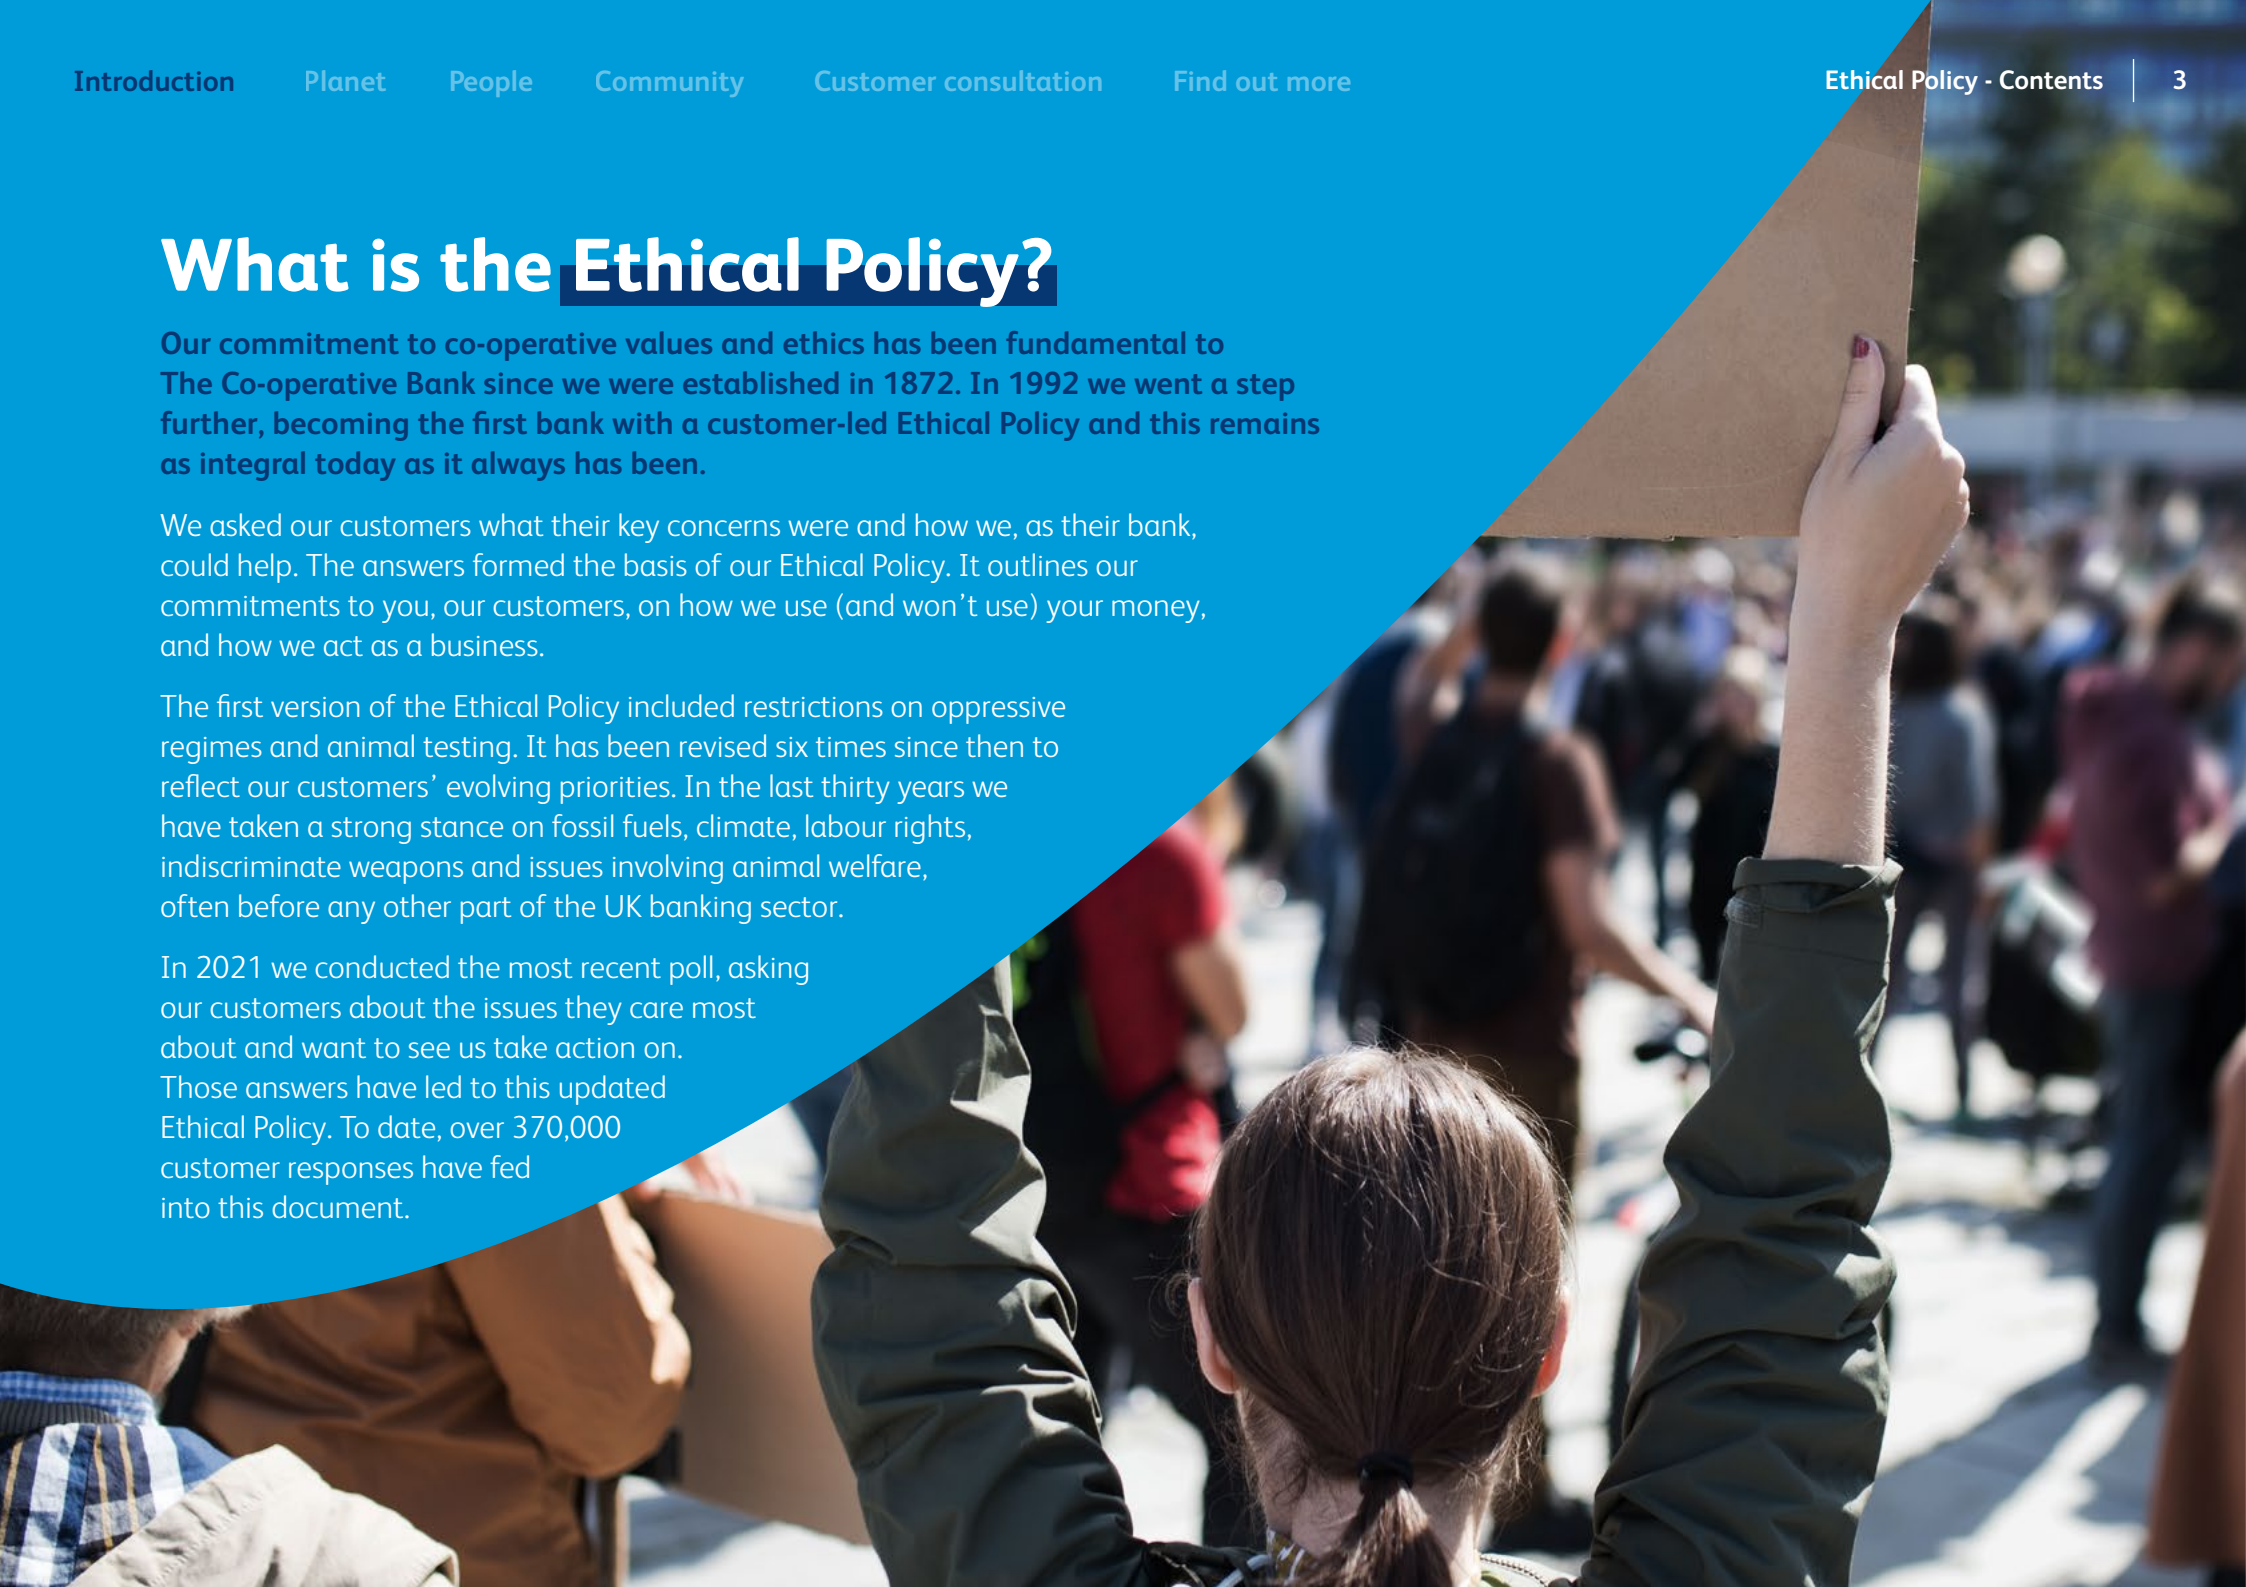 Introduction Planet People Community Customer consultation Find out more Ethical Policy - Contents 3
What is the Ethical Policy?
Our commitment to co-operative values and ethics has been fundamental to
The Co-operative Bank since we were established in 1872. In 1992 we went a step
further, becoming the first bank with a customer-led Ethical Policy and this remains
as integral today as it always has been.
We asked our customers what their key concerns were and how we, as their bank,
could help. The answers formed the basis of our Ethical Policy. It outlines our
commitments to you, our customers, on how we use (and won’t use) your money,
and how we act as a business.
The first version of the Ethical Policy included restrictions on oppressive
regimes and animal testing. It has been revised six times since then to
reflect our customers’ evolving priorities. In the last thirty years we
have taken a strong stance on fossil fuels, climate, labour rights,
indiscriminate weapons and issues involving animal welfare,
often before any other part of the UK banking sector.
In 2021 we conducted the most recent poll, asking
our customers about the issues they care most
about and want to see us take action on.
Those answers have led to this updated
Ethical Policy. To date, over 370,000
customer responses have fed
into this document.